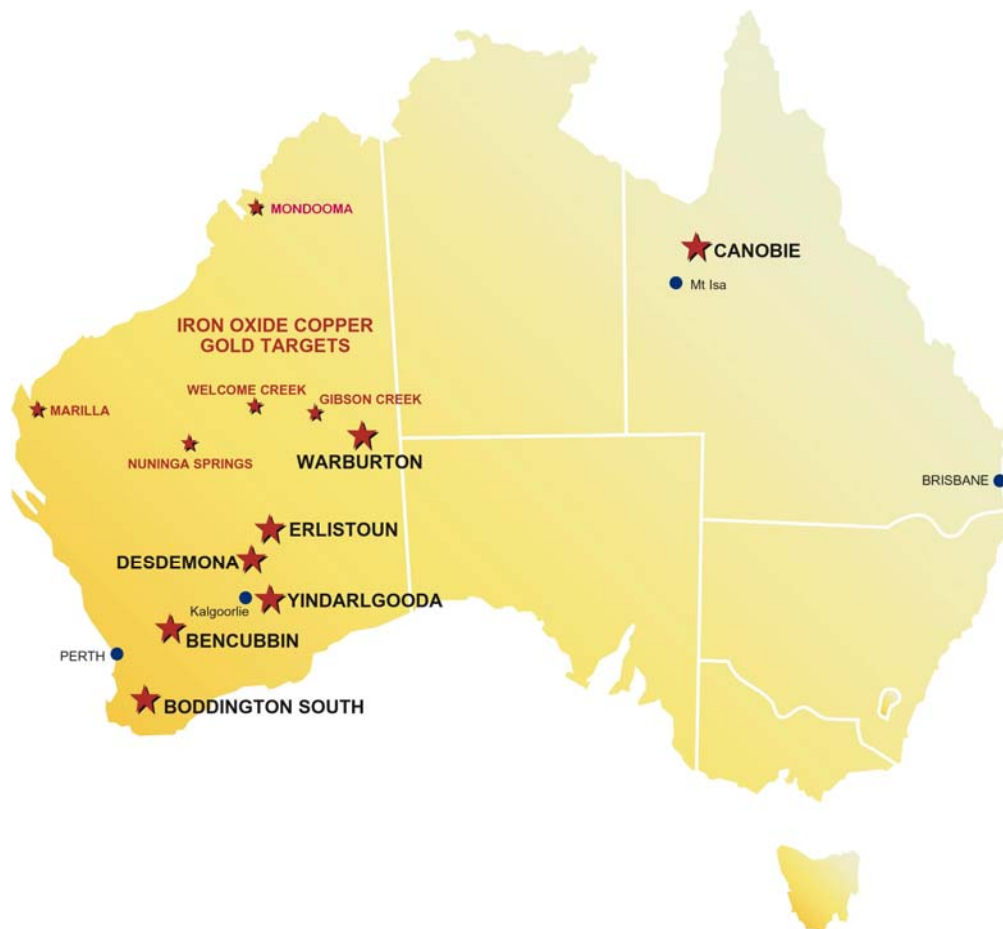 MONDOOMA
CANOBIE
Mt Isa
IRON OXIDE COPPER
GOLD TARGETS
WELCOME CREEK
GIBSON CREEK
MARILLA
NUNINGA SPRINGS
WARBURTON
BRISBANE
ERLISTOUN
DESDEMONA
YINDARLGOODA
Kalgoorlie
BENCUBBIN
PERTH
BODDINGTON SOUTH